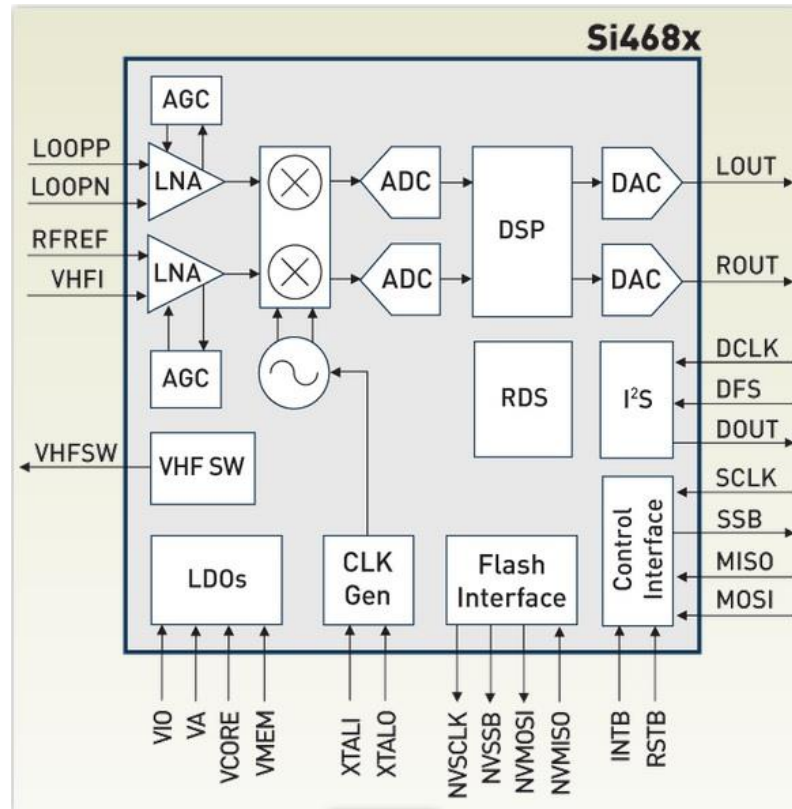 Si468x
AGC
LOOPP
LOOPN
LNA
ADC
DSP
DAC
LOUT
RFREF
VHFI
LNA
ADC
DAC
ROUT
AGC
RDS
I²S
DCLK
DFS
DOUT
VHFSW
VHF SW
SCLK
SSB
MISO
MOSI
Control
Interface
LDOs
CLK
Gen
Flash
Interface
VIO
VA
VCORE
VMEM
XTALI
XTALO
NVSCLK
NVSSB
NVMOSI
NVMISO
INTB
RSTB